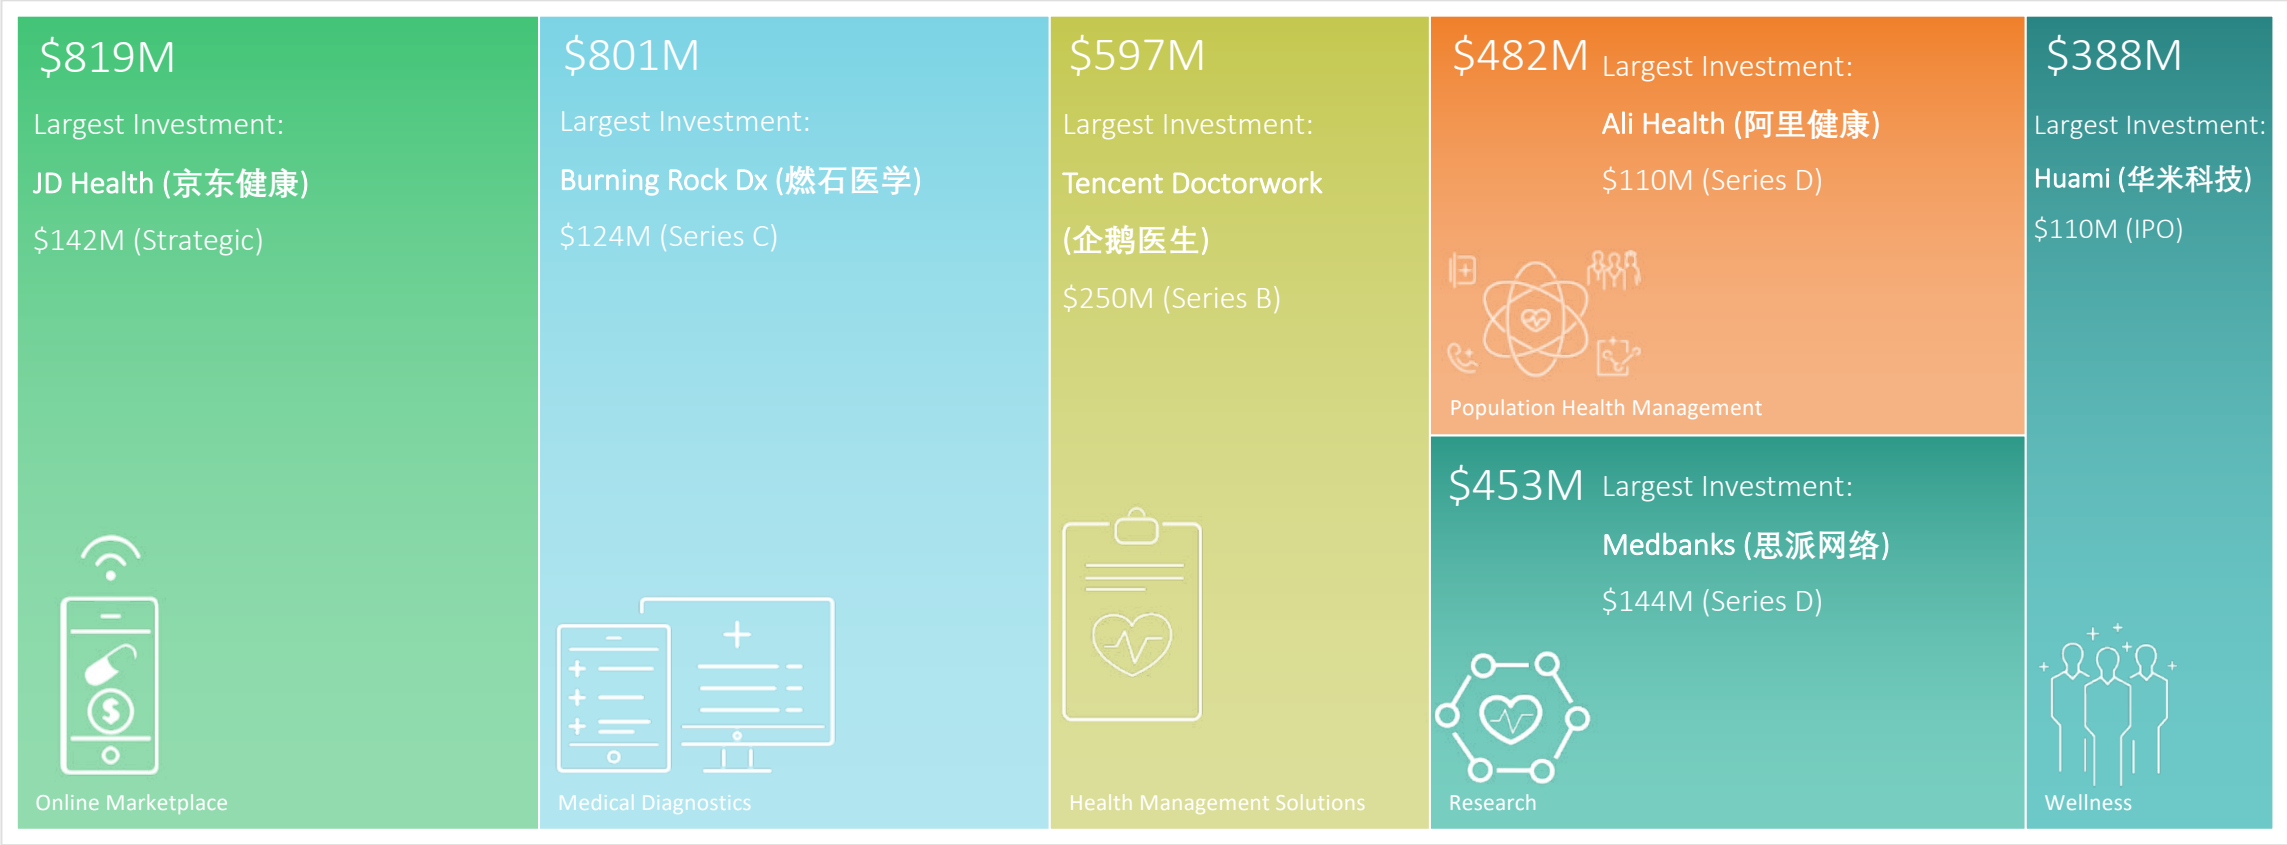 $819M
Largest Investment:
JD Health (京东健康)
$142M (Strategic)
Online Marketplace
$801M
Largest Investment:
Burning Rock Dx (燃石医学)
$124M (Series C)
Medical Diagnostics
$597M
Largest Investment:
Tencent Doctorwork
(企鹅医生)
$250M (Series B)
Health Management Solutions
$482M
Largest Investment:
Ali Health (阿里健康)
$110M (Series D)
Population Health Management
$453M
Largest Investment:
Medbanks (思派网络)
$144M (Series D)
Research
$388M
Largest Investment:
Huami (华米科技)
$110M (IPO)
Wellness